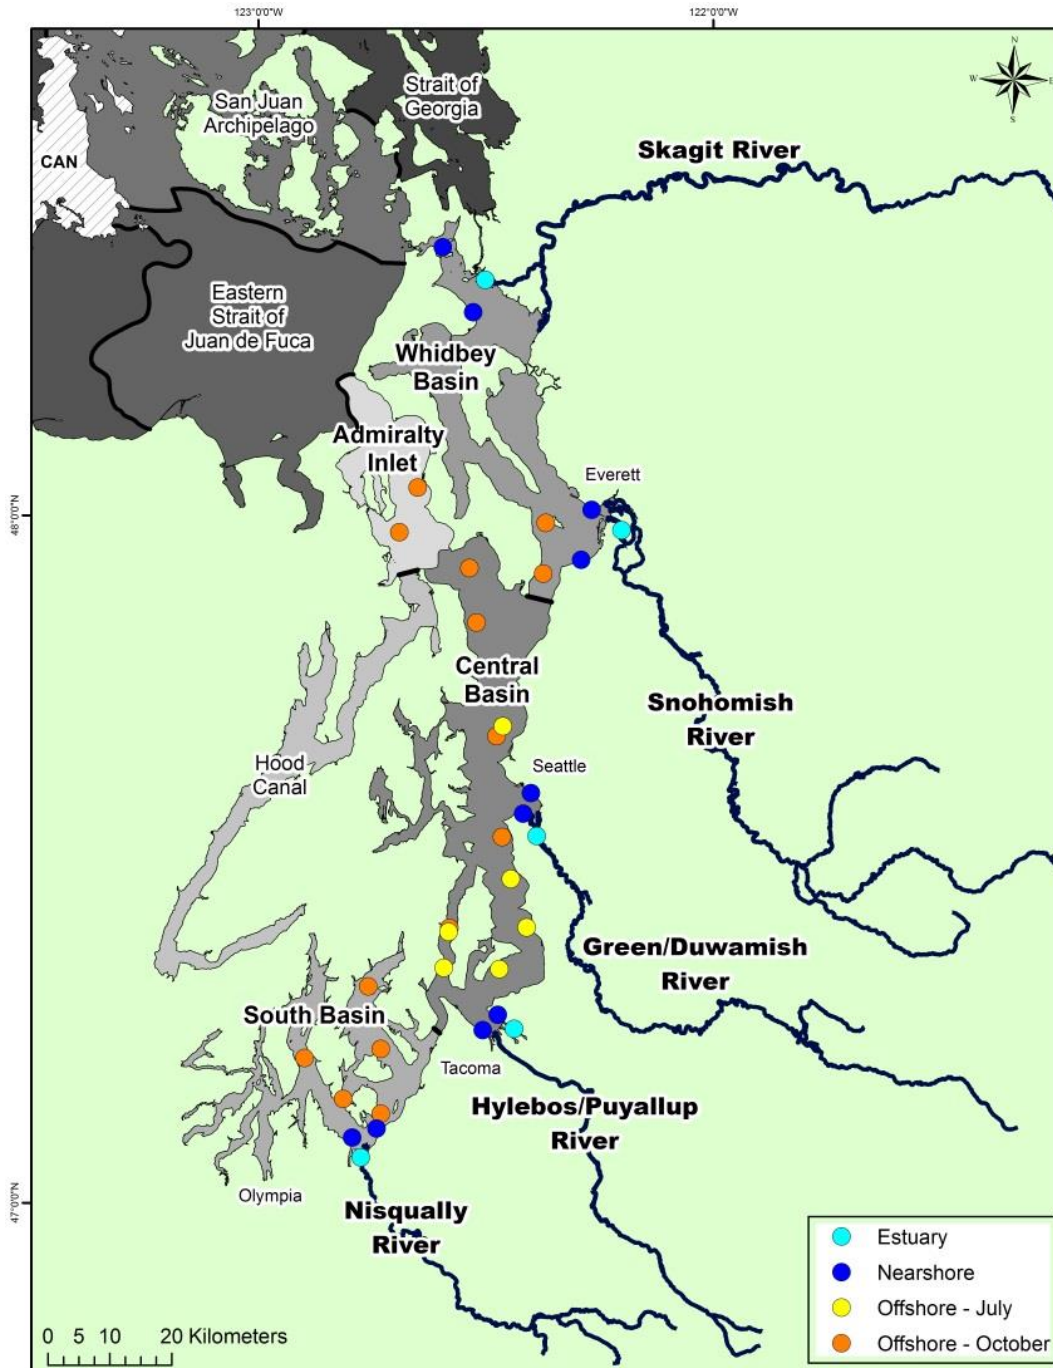 123°0'0"W
122°0'0"W
N
W
E
S
San Juan
Archipelago
Strait of
Georgia
CAN
Skagit River
Eastern
Strait of
Juan de Fuca
Whidbey
Basin
Admiralty
Inlet
Everett
48°0'0"N
Central
Basin
Snohomish
River
Hood
Canal
Seattle
Green/Duwamish
River
South Basin
Tacoma
Hylebos/Puyallup
River
Olympia
47°0'0"N
Nisqually
River
Estuary
Nearshore
Offshore - July
Offshore - October
0 5 10 20 Kilometers